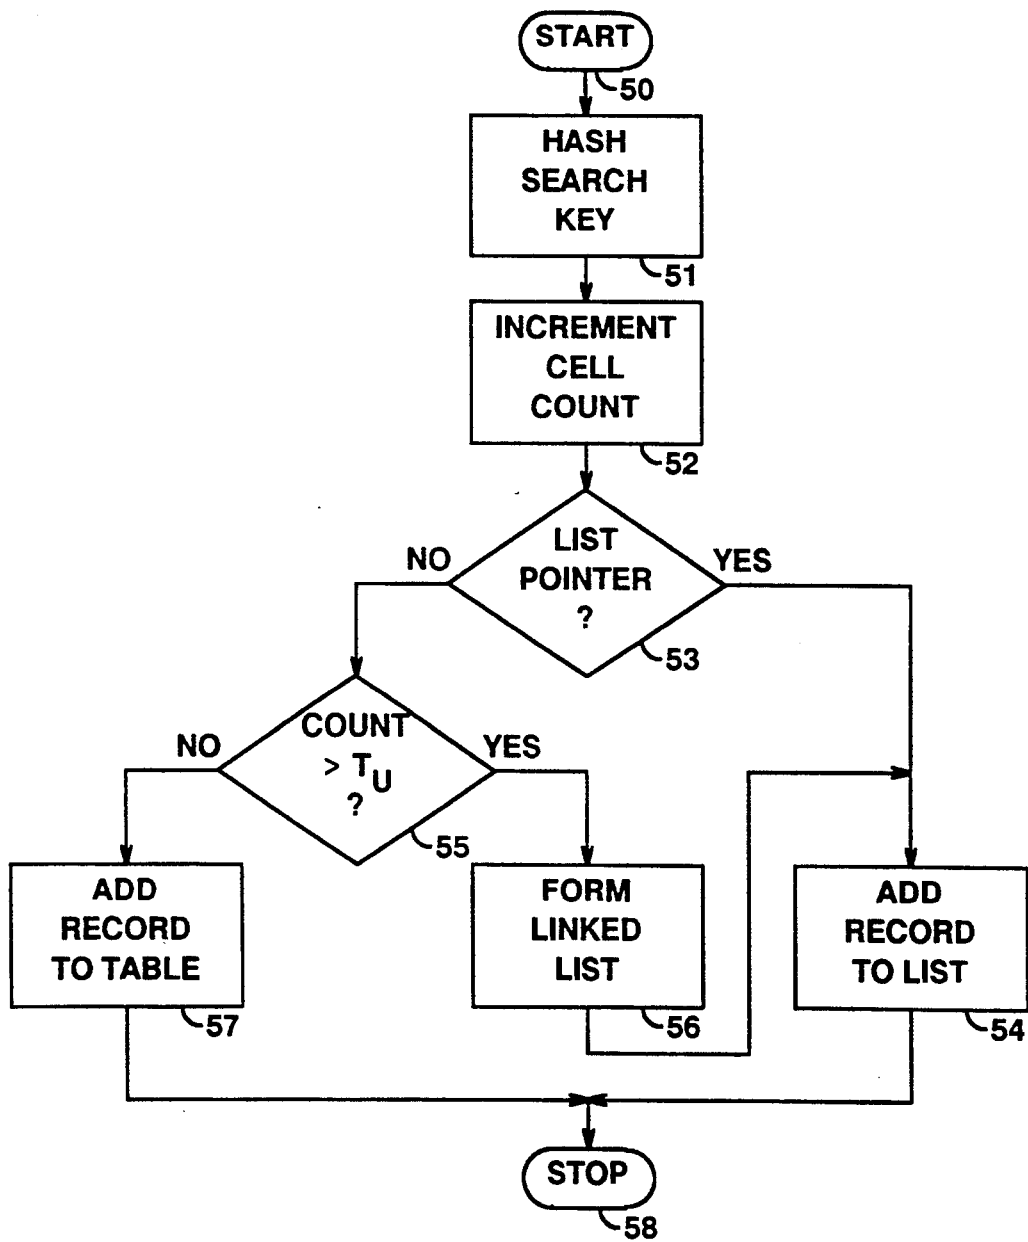 START
50
HASH
SEARCH
KEY
51
INCREMENT
CELL
COUNT
52
LIST
POINTER
?
NO
YES
53
COUNT
> TU
?
NO
YES
55
ADD
RECORD
TO TABLE
57
FORM
LINKED
LIST
56
ADD
RECORD
TO LIST
54
STOP
58